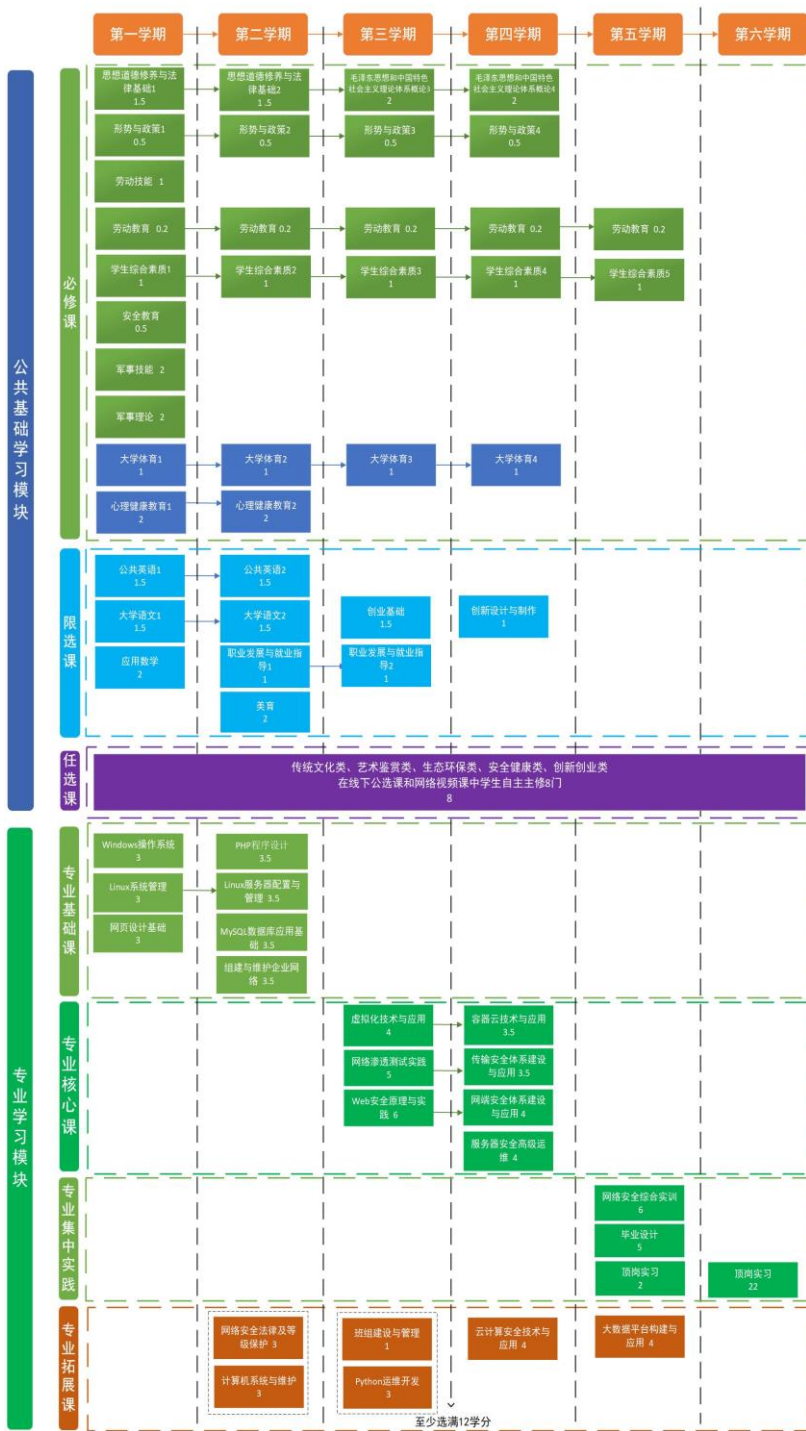 第一学期
第二学期
第三学期
第四学期
第五学期
第六学期
公共基础学习模块
必修课
思想道德修养与法
律基础1
1.5
思想道德修养与法
律基础2
1 .5
毛泽东思想和中国特色
社会主义理论体系概论3
2
毛泽东思想和中国特色
社会主义理论体系概论4
2
形势与政策1
0.5
形势与政策2
0.5
形势与政策3
0.5
形势与政策4
0.5
劳动技能 1
劳动教育 0.2
劳动教育 0.2
劳动教育 0.2
劳动教育 0.2
劳动教育 0.2
学生综合素质1
1
学生综合素质2
1
学生综合素质3
1
学生综合素质4
1
学生综合素质5
1
安全教育
0.5
军事技能 2
军事理论 2
大学体育1
1
大学体育2
1
大学体育3
1
大学体育4
1
心理健康教育1
2
心理健康教育2
2
限选课
公共英语1
1.5
公共英语2
1.5
大学语文1
1.5
大学语文2
1.5
创业基础
1.5
创新设计与制作
1
应用数学
2
职业发展与就业指
导1
1
职业发展与就业指
导2
1
美育
2
任选课
传统文化类、艺术鉴赏类、生态环保类、安全健康类、创新创业类
在线下公选课和网络视频课中学生自主主修8门
8
专业学习模块
专业基础课
Windows操作系统
3
PHP程序设计
3.5
Linux系统管理
3
Linux服务器配置与
管理 3.5
网页设计基础
3
MySQL数据库应用基
础 3.5
组建与维护企业网
络 3.5
专业核心课
虚拟化技术与应用
4
容器云技术与应用
3.5
网络渗透测试实践
5
传输安全体系建设
与应用 3.5
Web安全原理与实
践 6
网端安全体系建设
与应用 4
服务器安全高级运
维 4
专业集中实践
网络安全综合实训
6
毕业设计
5
顶岗实习
2
顶岗实习
22
专业拓展课
网络安全法律及等
级保护 3
班组建设与管理
1
云计算安全技术与
应用 4
大数据平台构建与
应用 4
计算机系统与维护
3
Python运维开发
3
至少选满12学分